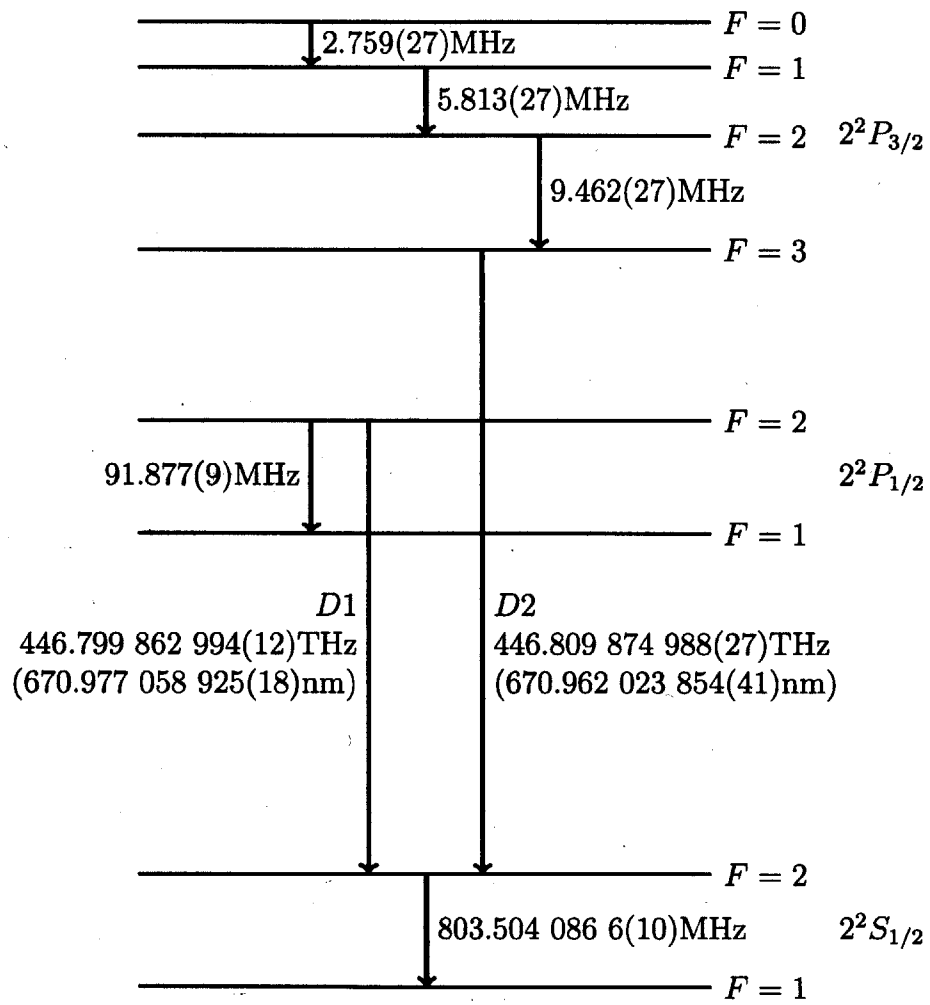 F = 0
2.759(27)MHz
F = 1
5.813(27)MHz
F = 2 2²P₃/₂
9.462(27)MHz
F = 3
F = 2
91.877(9)MHz 2²P₁/₂
F = 1
D1 D2
446.799 862 994(12)THz 446.809 874 988(27)THz
(670.977 058 925(18)nm) (670.962 023 854(41)nm)
F = 2
803.504 086 6(10)MHz 2²S₁/₂
F = 1